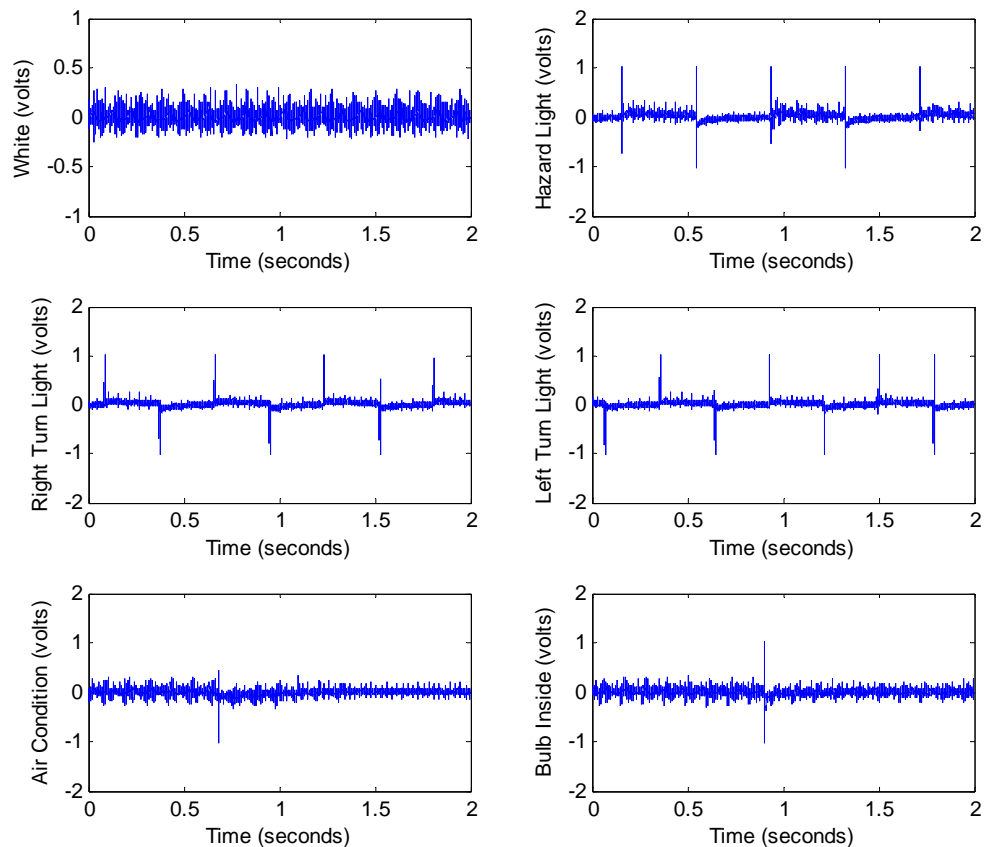 1
0.5
0
-0.5
-1
White (volts)
0 0.5 1 1.5 2
Time (seconds)
2
1
0
-1
-2
Hazard Light (volts)
0 0.5 1 1.5 2
Time (seconds)
2
1
0
-1
-2
Right Turn Light (volts)
0 0.5 1 1.5 2
Time (seconds)
2
1
0
-1
-2
Left Turn Light (volts)
0 0.5 1 1.5 2
Time (seconds)
2
1
0
-1
-2
Air Condition (volts)
0 0.5 1 1.5 2
Time (seconds)
2
1
0
-1
-2
Bulb Inside (volts)
0 0.5 1 1.5 2
Time (seconds)